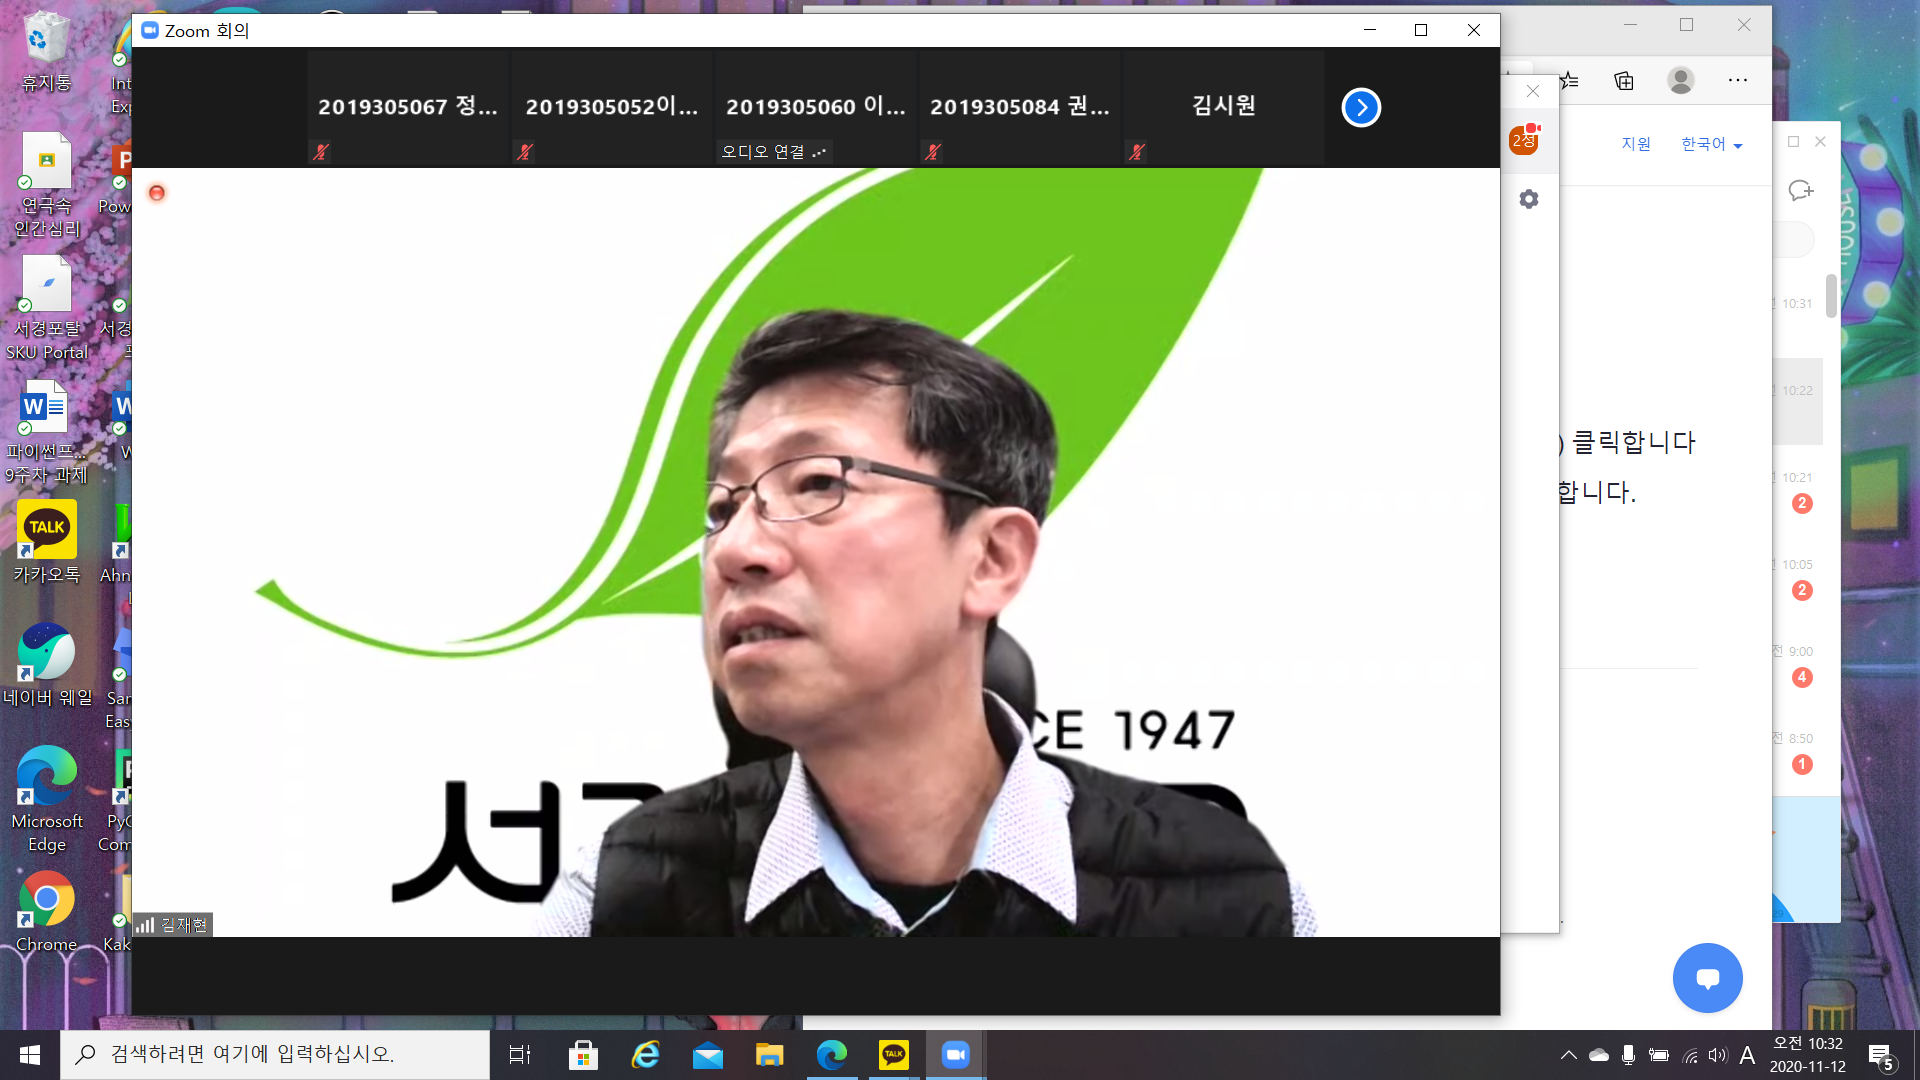 Zoom 회의
2019305067 정...
2019305052이...
2019305060 이...
2019305084 권...
김시원
오디오 연결
CE 1947
서
김재현
휴지통
연극속
인간심리
서경포탈
SKU Portal
파이썬프...
9주차 과제
TALK
카카오톡
네이버 웨일
Microsoft
Edge
Chrome
Int
Exp
Pow
서경
W
Ahn
Sar
Easy
PyC
Com
Kak
2정
지원
한국어
) 클릭합니다
합니다.
10:31
10:22
10:21
2
10:05
2
전 9:00
4
전 8:50
1
검색하려면 여기에 입력하십시오.
TALK
A
오전 10:32
2020-11-12
5